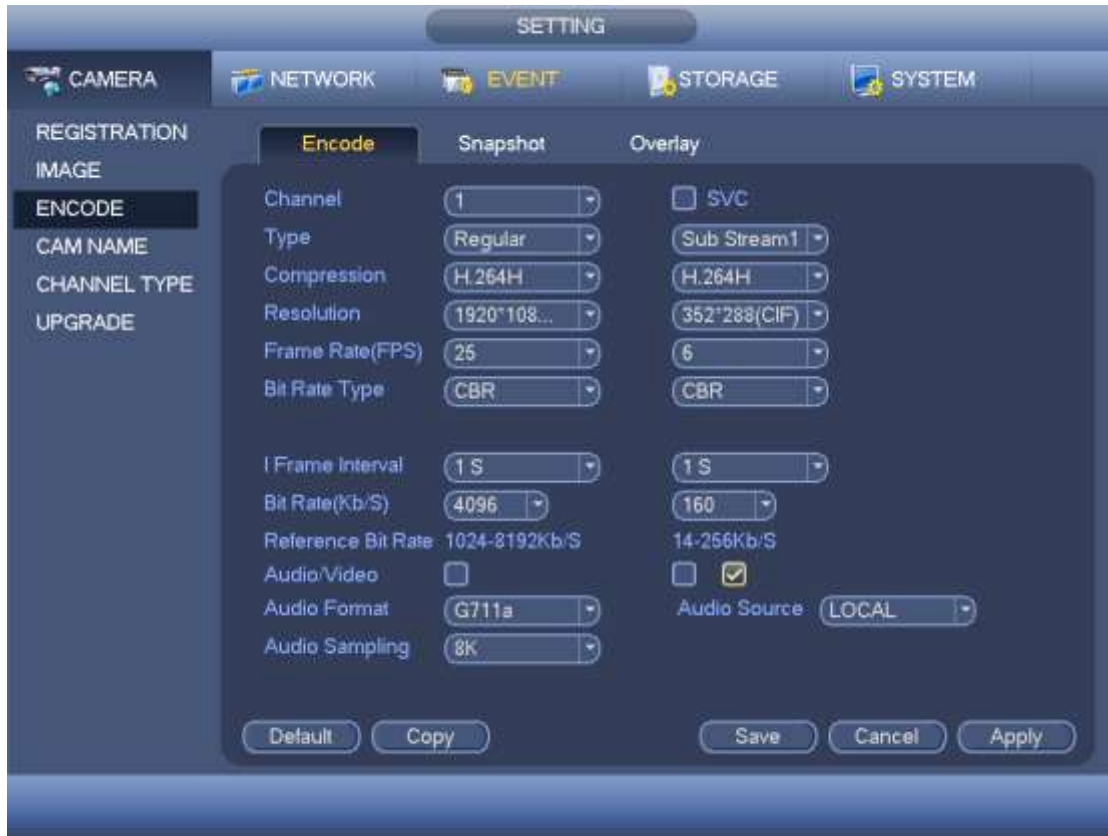 SETTING
CAMERA NETWORK EVENT STORAGE SYSTEM
REGISTRATION
IMAGE
ENCODE
CAM NAME
CHANNEL TYPE
UPGRADE
Encode Snapshot Overlay
Channel 1 SVC
Type Regular Sub Stream1
Compression H.264H H.264H
Resolution 1920*108... 352*288(CIF)
Frame Rate(FPS) 25 6
Bit Rate Type CBR CBR
I Frame Interval 1 S 1 S
Bit Rate(Kb/S) 4096 160
Reference Bit Rate 1024-8192Kb/S 14-256Kb/S
Audio/Video
Audio Format G711a Audio Source LOCAL
Audio Sampling 8K
Default Copy Save Cancel Apply